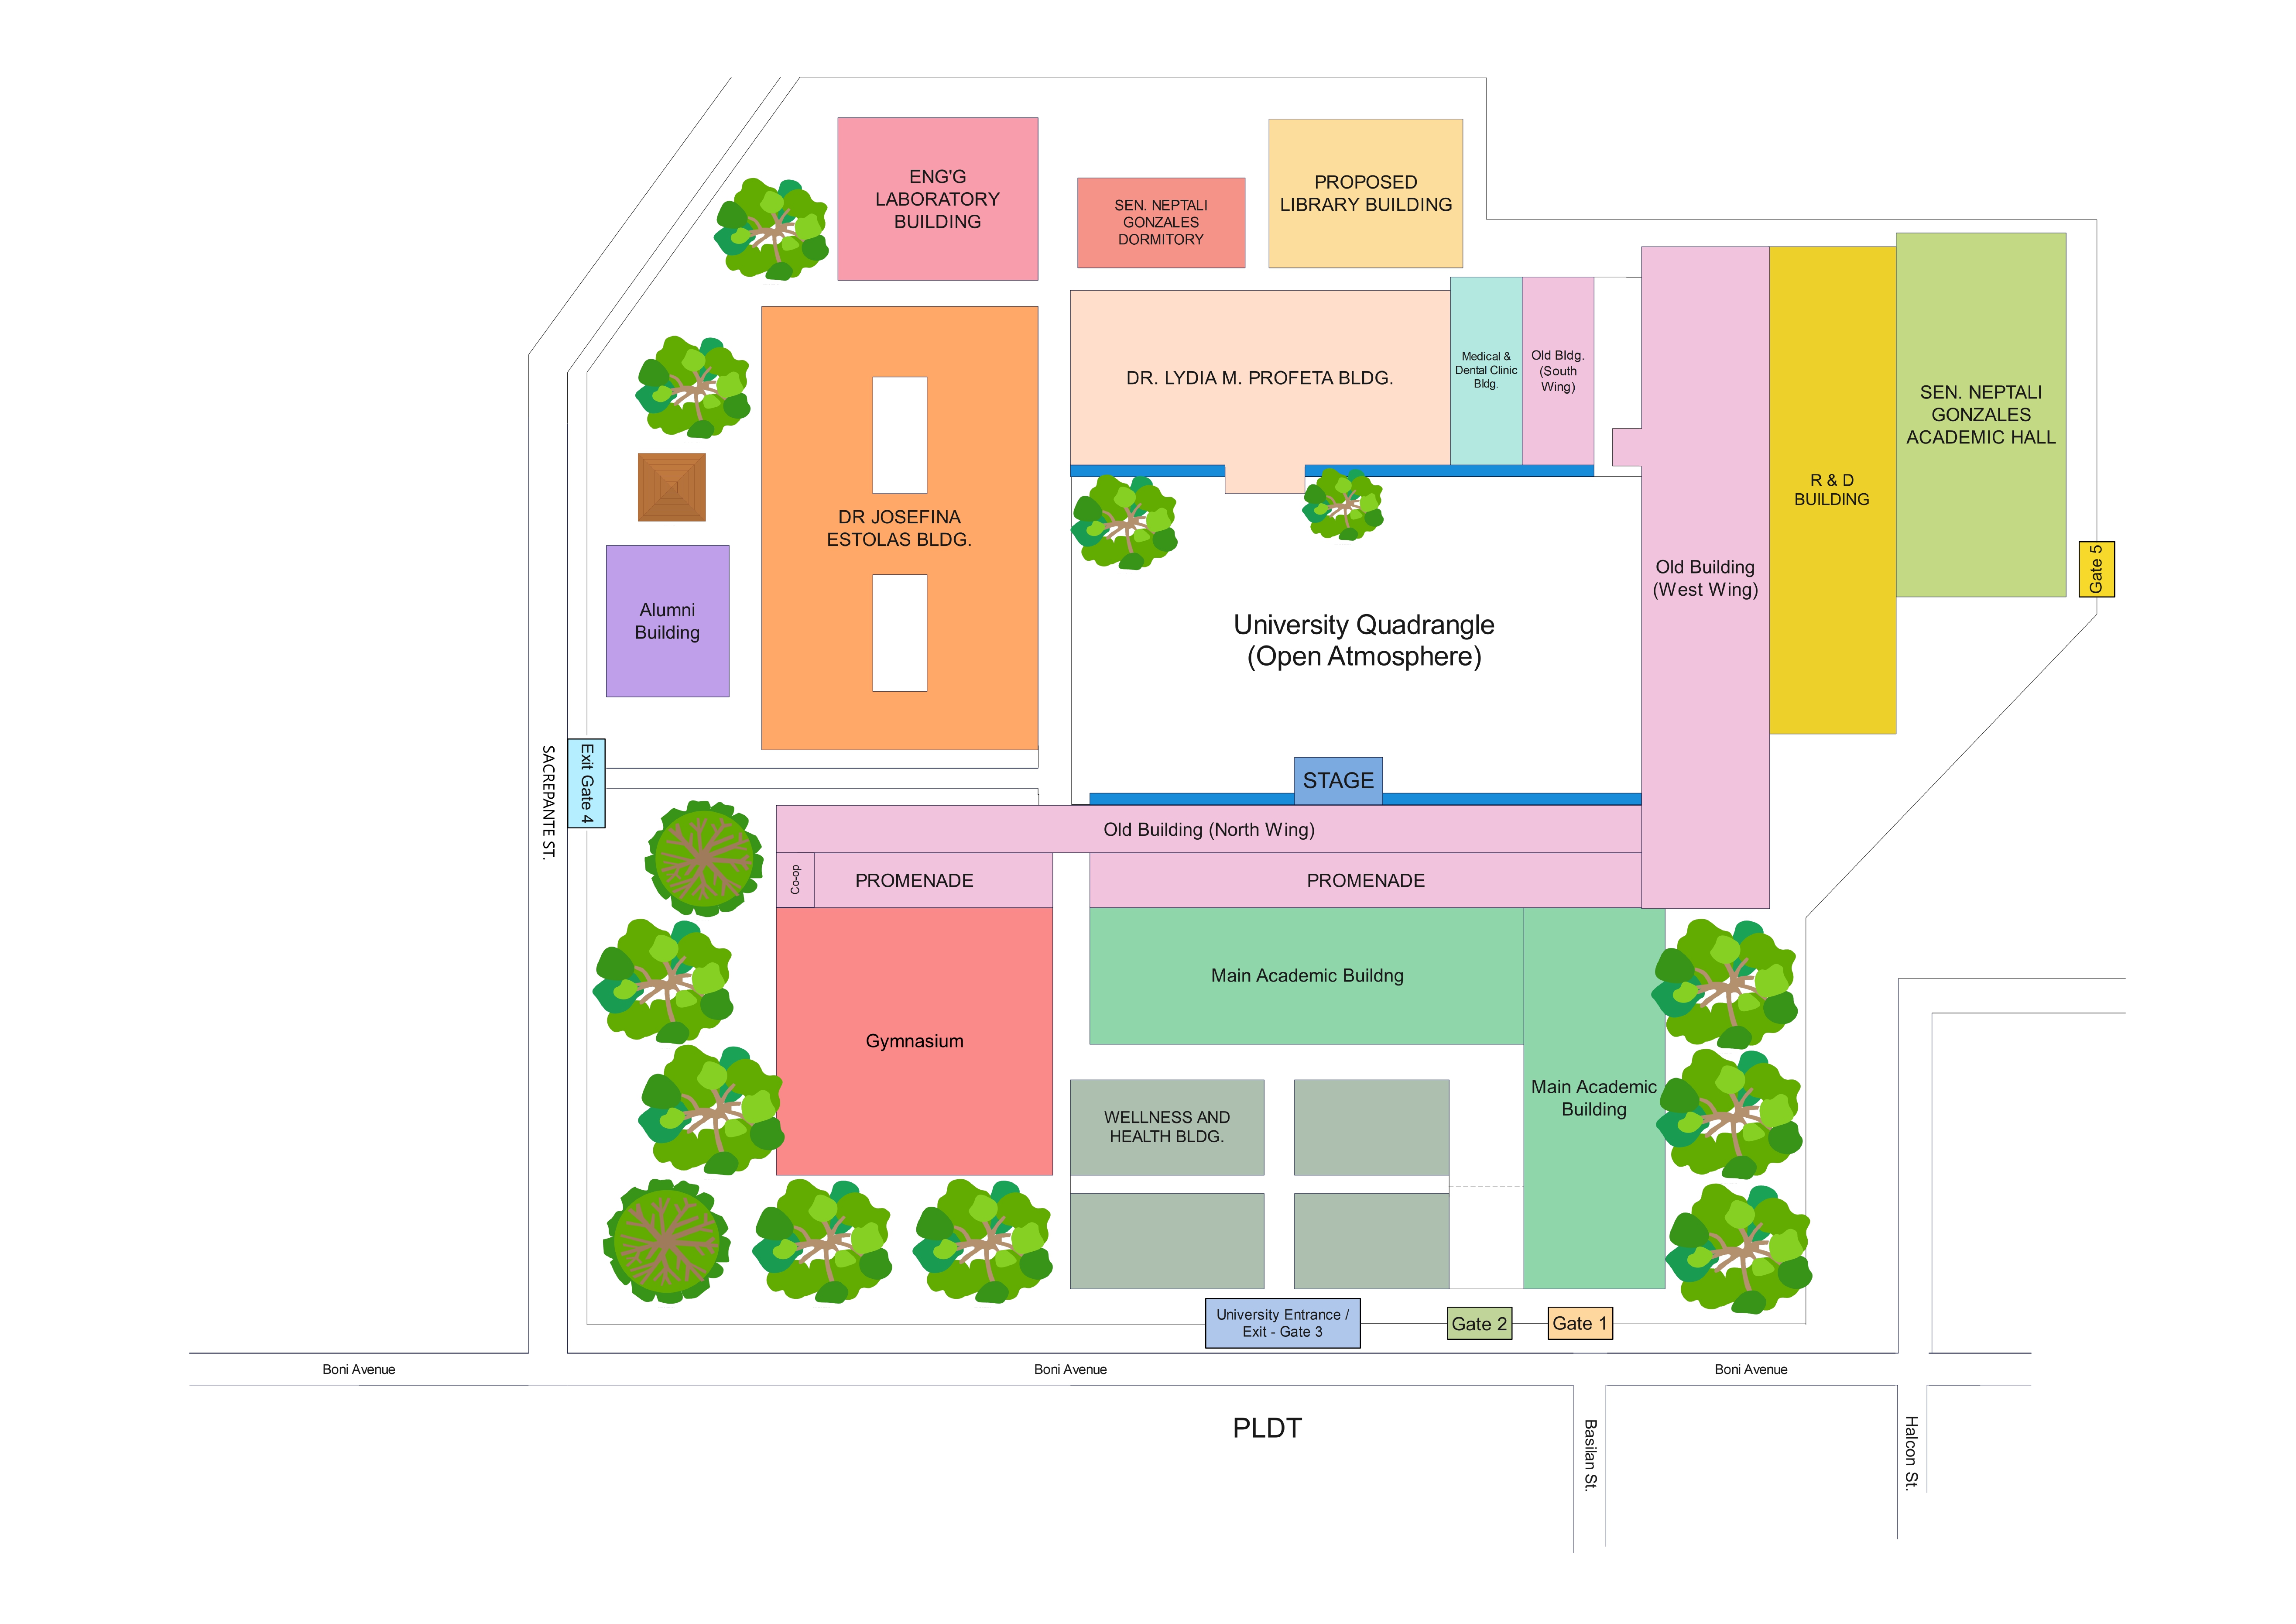 ENG'G
LABORATORY
BUILDING
SEN. NEPTALI
GONZALES
DORMITORY
PROPOSED
LIBRARY BUILDING
DR. LYDIA M. PROFETA BLDG.
Medical &
Dental Clinic
Bldg.
Old Bldg.
(South
Wing)
SEN. NEPTALI
GONZALES
ACADEMIC HALL
R & D
BUILDING
DR JOSEFINA
ESTOLAS BLDG.
Old Building
(West Wing)
Gate 5
Alumni
Building
University Quadrangle
(Open Atmosphere)
STAGE
Exit Gate 4
SACREPANTE ST.
Old Building (North Wing)
Co-op
PROMENADE
PROMENADE
Main Academic Buildng
Gymnasium
Main Academic
Building
WELLNESS AND
HEALTH BLDG.
University Entrance /
Exit - Gate 3
Gate 2
Gate 1
Boni Avenue
Boni Avenue
Boni Avenue
PLDT
Basilan St.
Halcon St.